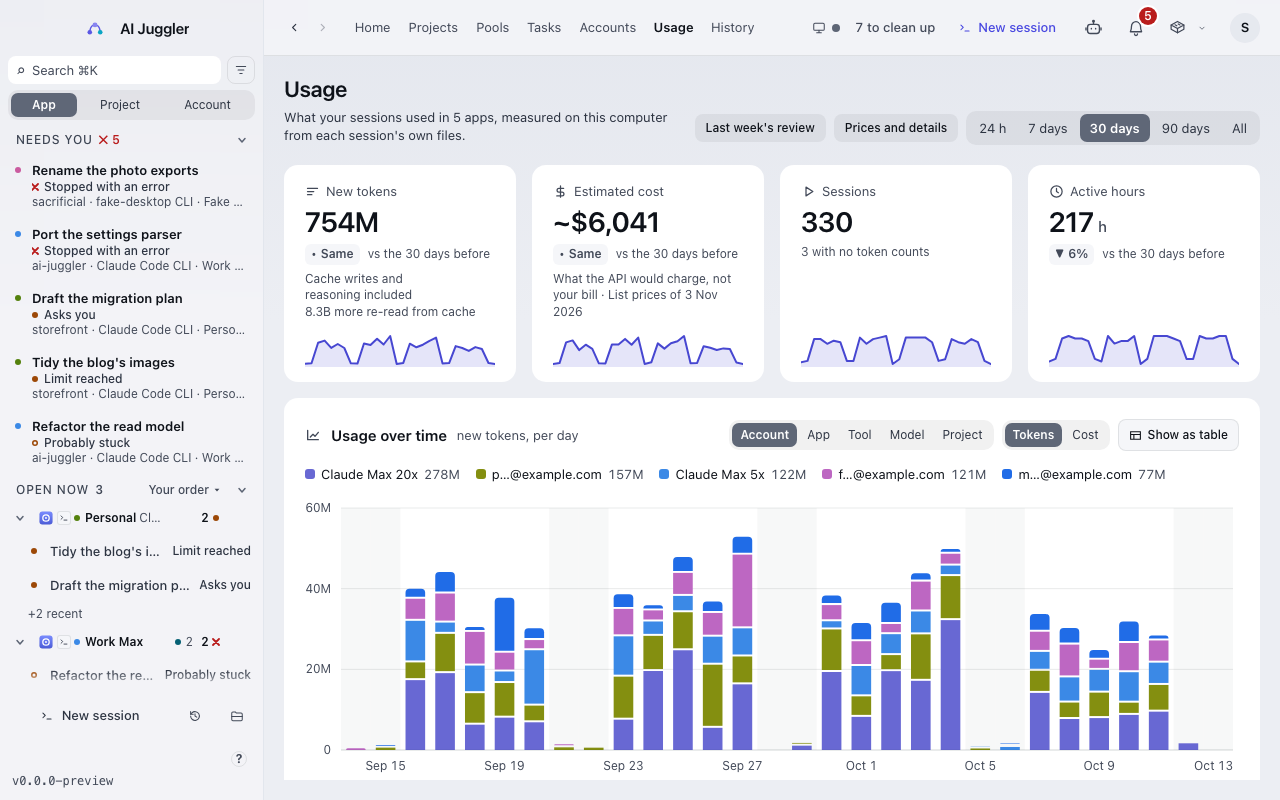 AI Juggler
Search ⌘K
App Project Account
NEEDS YOU 5
Rename the photo exports
Stopped with an error
sacrificial · fake-desktop CLI · Fake ...
Port the settings parser
Stopped with an error
ai-juggler · Claude Code CLI · Work ...
Draft the migration plan
Asks you
storefront · Claude Code CLI · Perso...
Tidy the blog's images
Limit reached
storefront · Claude Code CLI · Perso...
Refactor the read model
Probably stuck
ai-juggler · Claude Code CLI · Work ...
OPEN NOW 3 Your order
Personal Cl... 2
Tidy the blog's i... Limit reached
Draft the migration p... Asks you
+2 recent
Work Max 2 2
Refactor the re... Probably stuck
New session
?
v0.0.0-preview
Home Projects Pools Tasks Accounts Usage History
7 to clean up
New session
5
S
Usage
What your sessions used in 5 apps, measured on this computer
from each session's own files.
Last week's review
Prices and details
24 h 7 days 30 days 90 days All
New tokens
754M
· Same vs the 30 days before
Cache writes and
reasoning included
8.3B more re-read from cache
Estimated cost
~$6,041
· Same vs the 30 days before
What the API would charge, not
your bill · List prices of 3 Nov
2026
Sessions
330
3 with no token counts
Active hours
217 h
▼ 6% vs the 30 days before
Usage over time new tokens, per day
Account App Tool Model Project
Tokens Cost
Show as table
Claude Max 20x 278M p...@example.com 157M Claude Max 5x 122M f...@example.com 121M m...@example.com 77M
60M
40M
20M
0
Sep 15 Sep 19 Sep 23 Sep 27 Oct 1 Oct 5 Oct 9 Oct 13